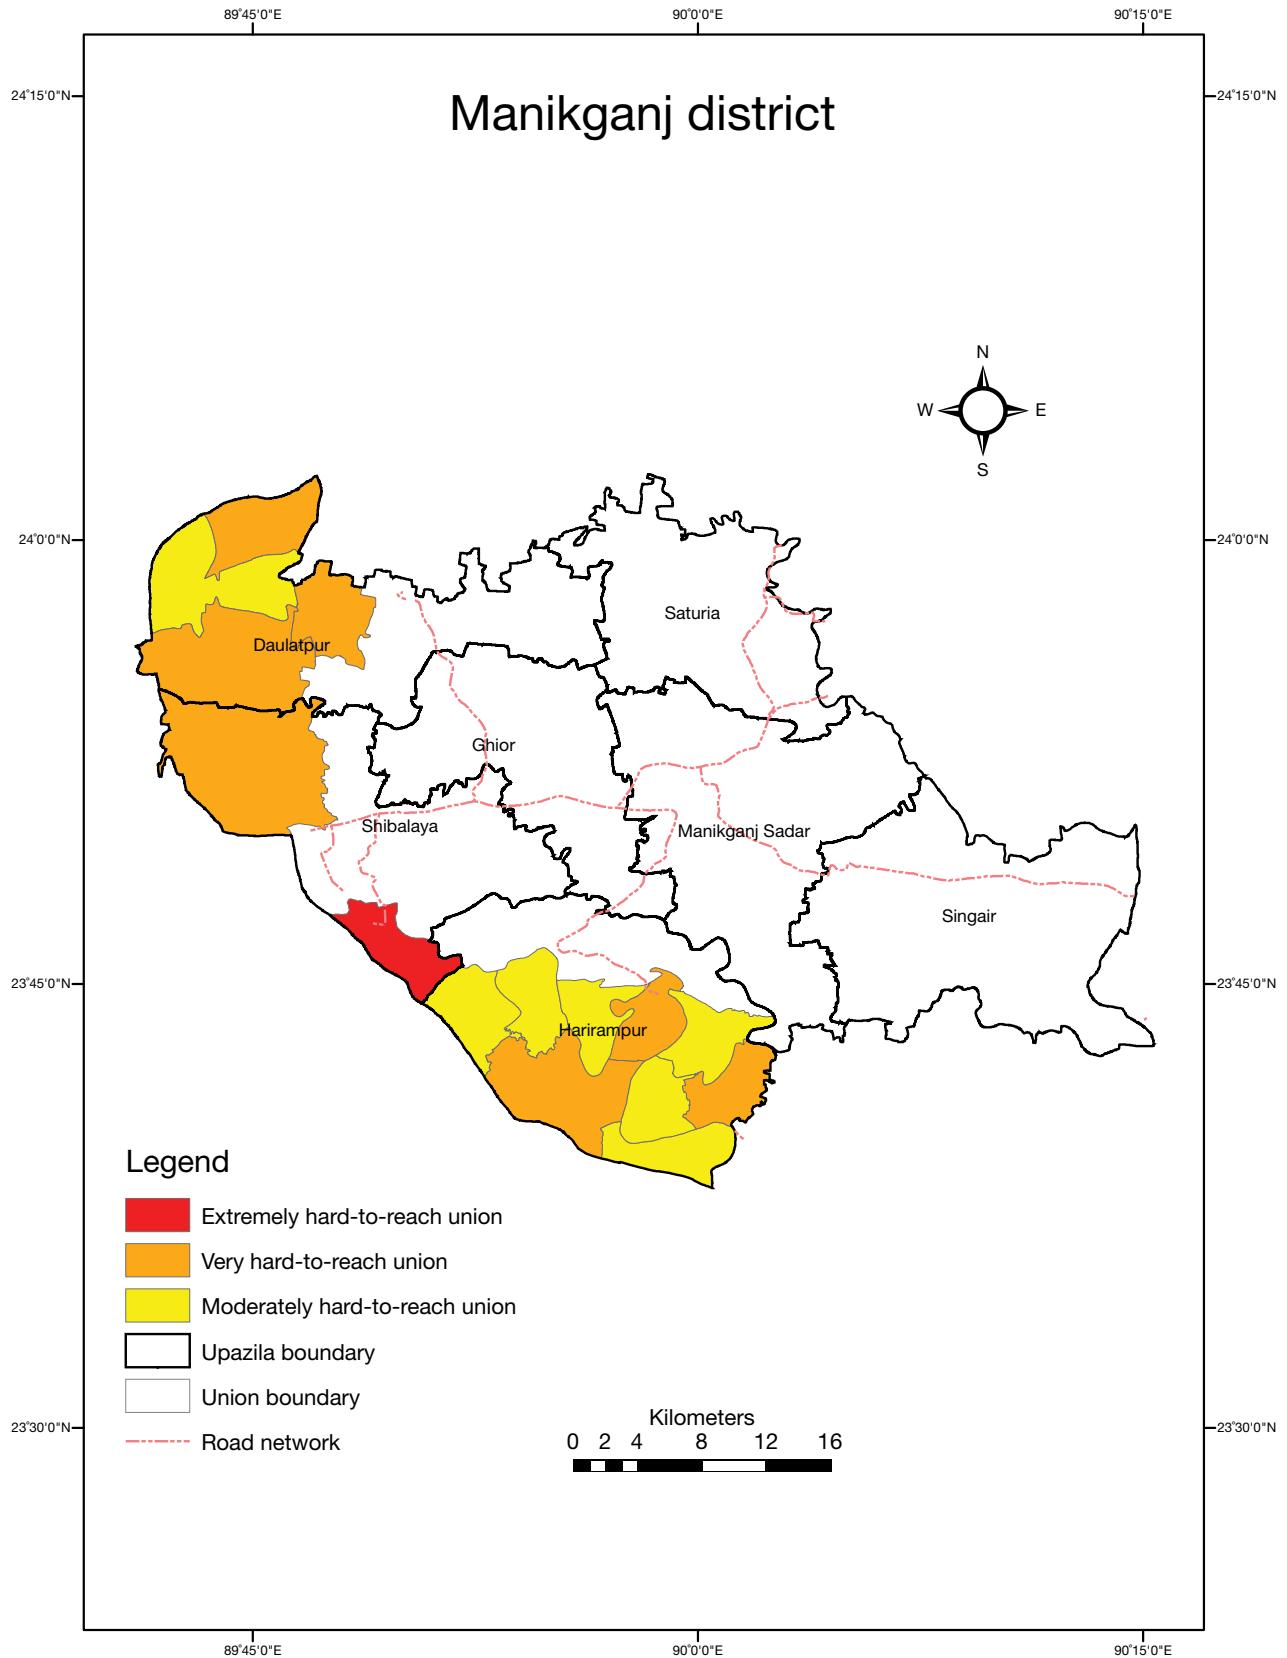 89°45'0"E 90°0'0"E 90°15'0"E
24°15'0"N 24°15'0"N
Manikganj district
N
W E
S
24°0'0"N 24°0'0"N
Saturia
Daulatpur
Ghior
Shibalaya
Manikganj Sadar
Singair
23°45'0"N 23°45'0"N
Harirampur
Legend
Extremely hard-to-reach union
Very hard-to-reach union
Moderately hard-to-reach union
Upazila boundary
Union boundary
Road network
Kilometers
0 2 4 8 12 16
23°30'0"N 23°30'0"N
89°45'0"E 90°0'0"E 90°15'0"E